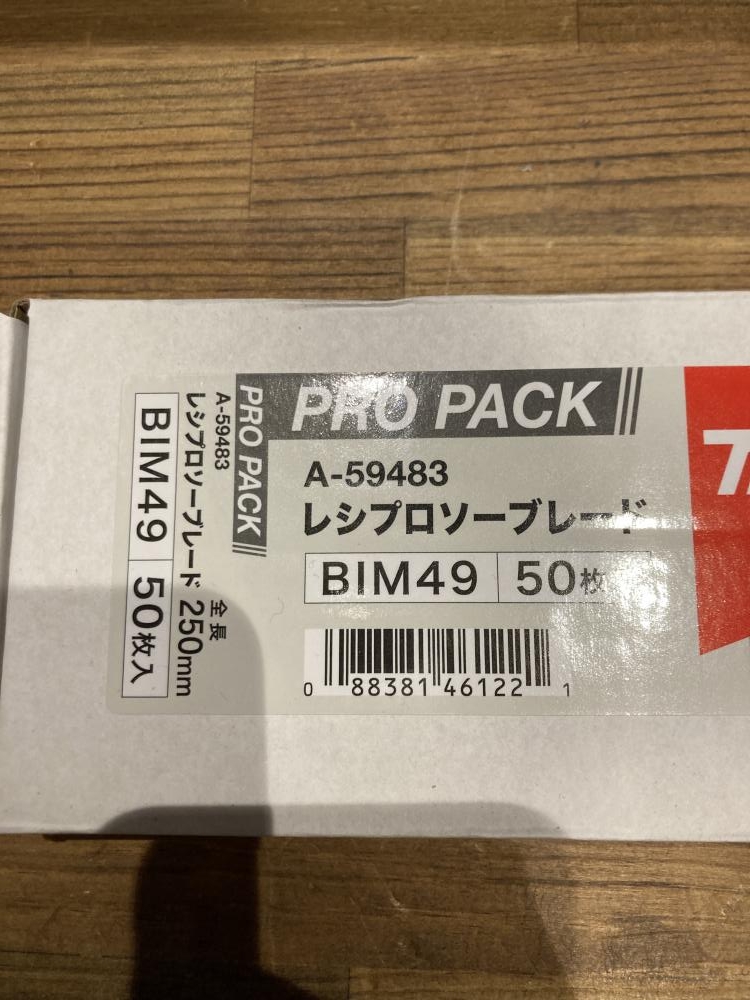 PRO PACK
A-59483
レシプロソーブレード
BIM49 50枚
0 88381 46122 1
PRO PACK
A-59483
レシプロソーブレード 全長 250mm
BIM49 50枚入